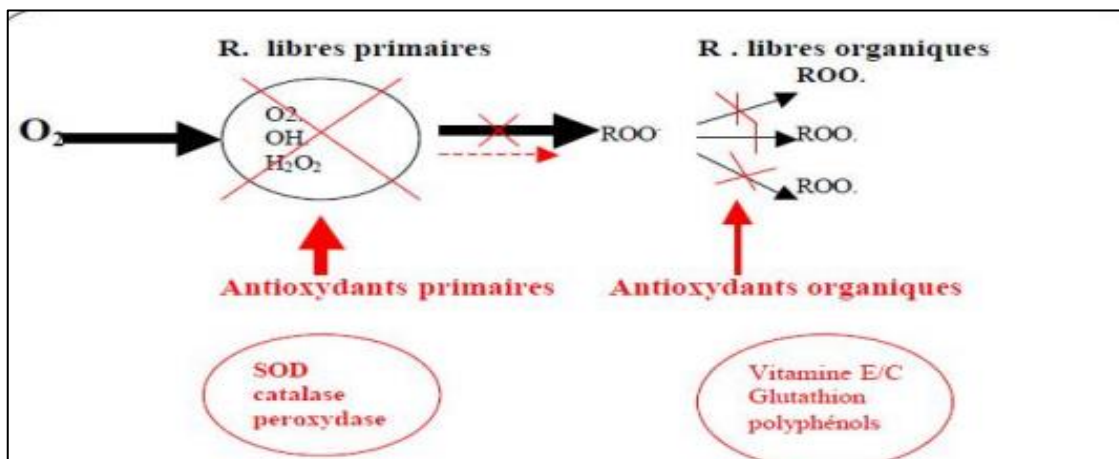 R. libres primaires
R . libres organiques
O₂
O2.
OH.
H₂O₂
ROO·
ROO.
ROO.
ROO.
Antioxydants primaires
Antioxydants organiques
SOD
catalase
peroxydase
Vitamine E/C
Glutathion
polyphénols